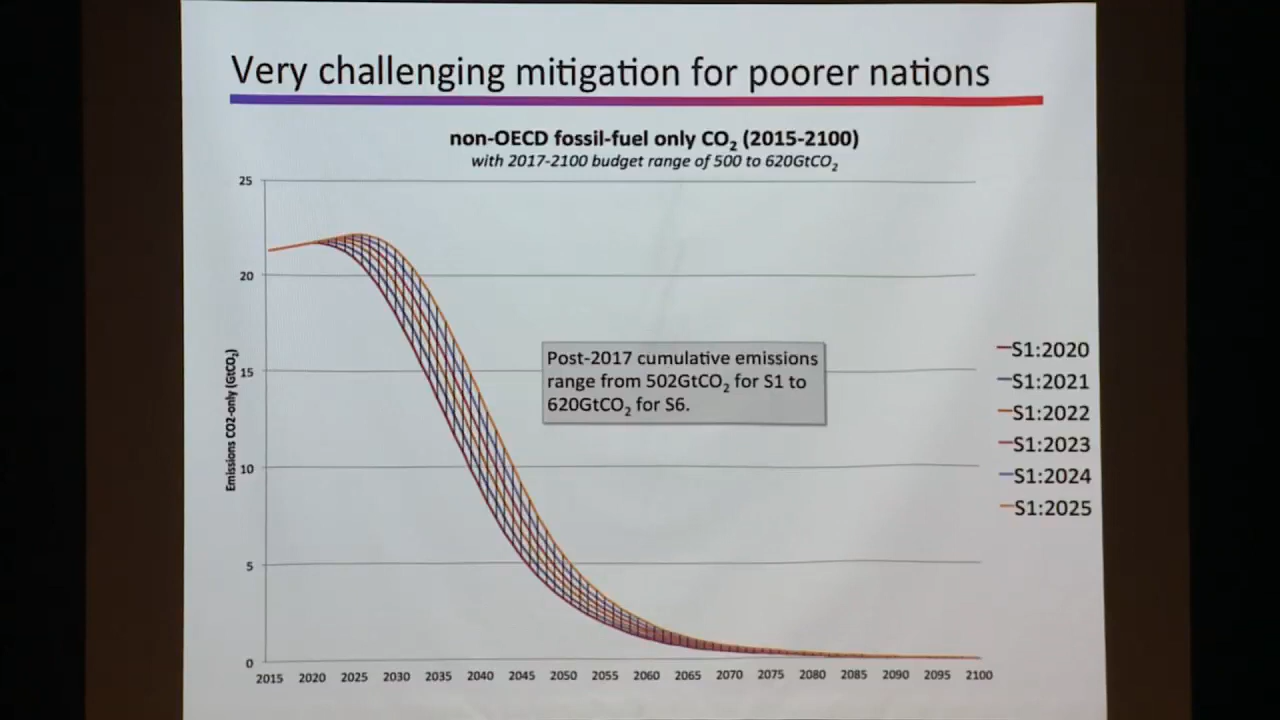 Very challenging mitigation for poorer nations
non-OECD fossil-fuel only CO₂ (2015-2100)
with 2017-2100 budget range of 500 to 620GtCO₂
25
20
15
10
5
0
Emissions CO2-only (GtCO₂)
Post-2017 cumulative emissions
range from 502GtCO₂ for S1 to
620GtCO₂ for S6.
S1:2020
S1:2021
S1:2022
S1:2023
S1:2024
S1:2025
2015 2020 2025 2030 2035 2040 2045 2050 2055 2060 2065 2070 2075 2080 2085 2090 2095 2100